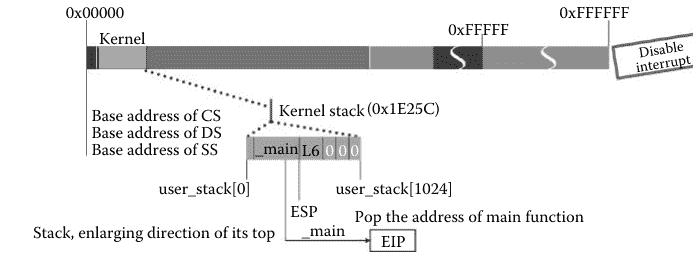 0x00000
0xFFFFF
0xFFFFFF
Kernel
Disable
interrupt
Kernel stack (0x1E25C)
Base address of CS
Base address of DS
Base address of SS
_main L6 0 0 0
user_stack[0]
user_stack[1024]
ESP
Pop the address of main function
Stack, enlarging direction of its top
_main
EIP